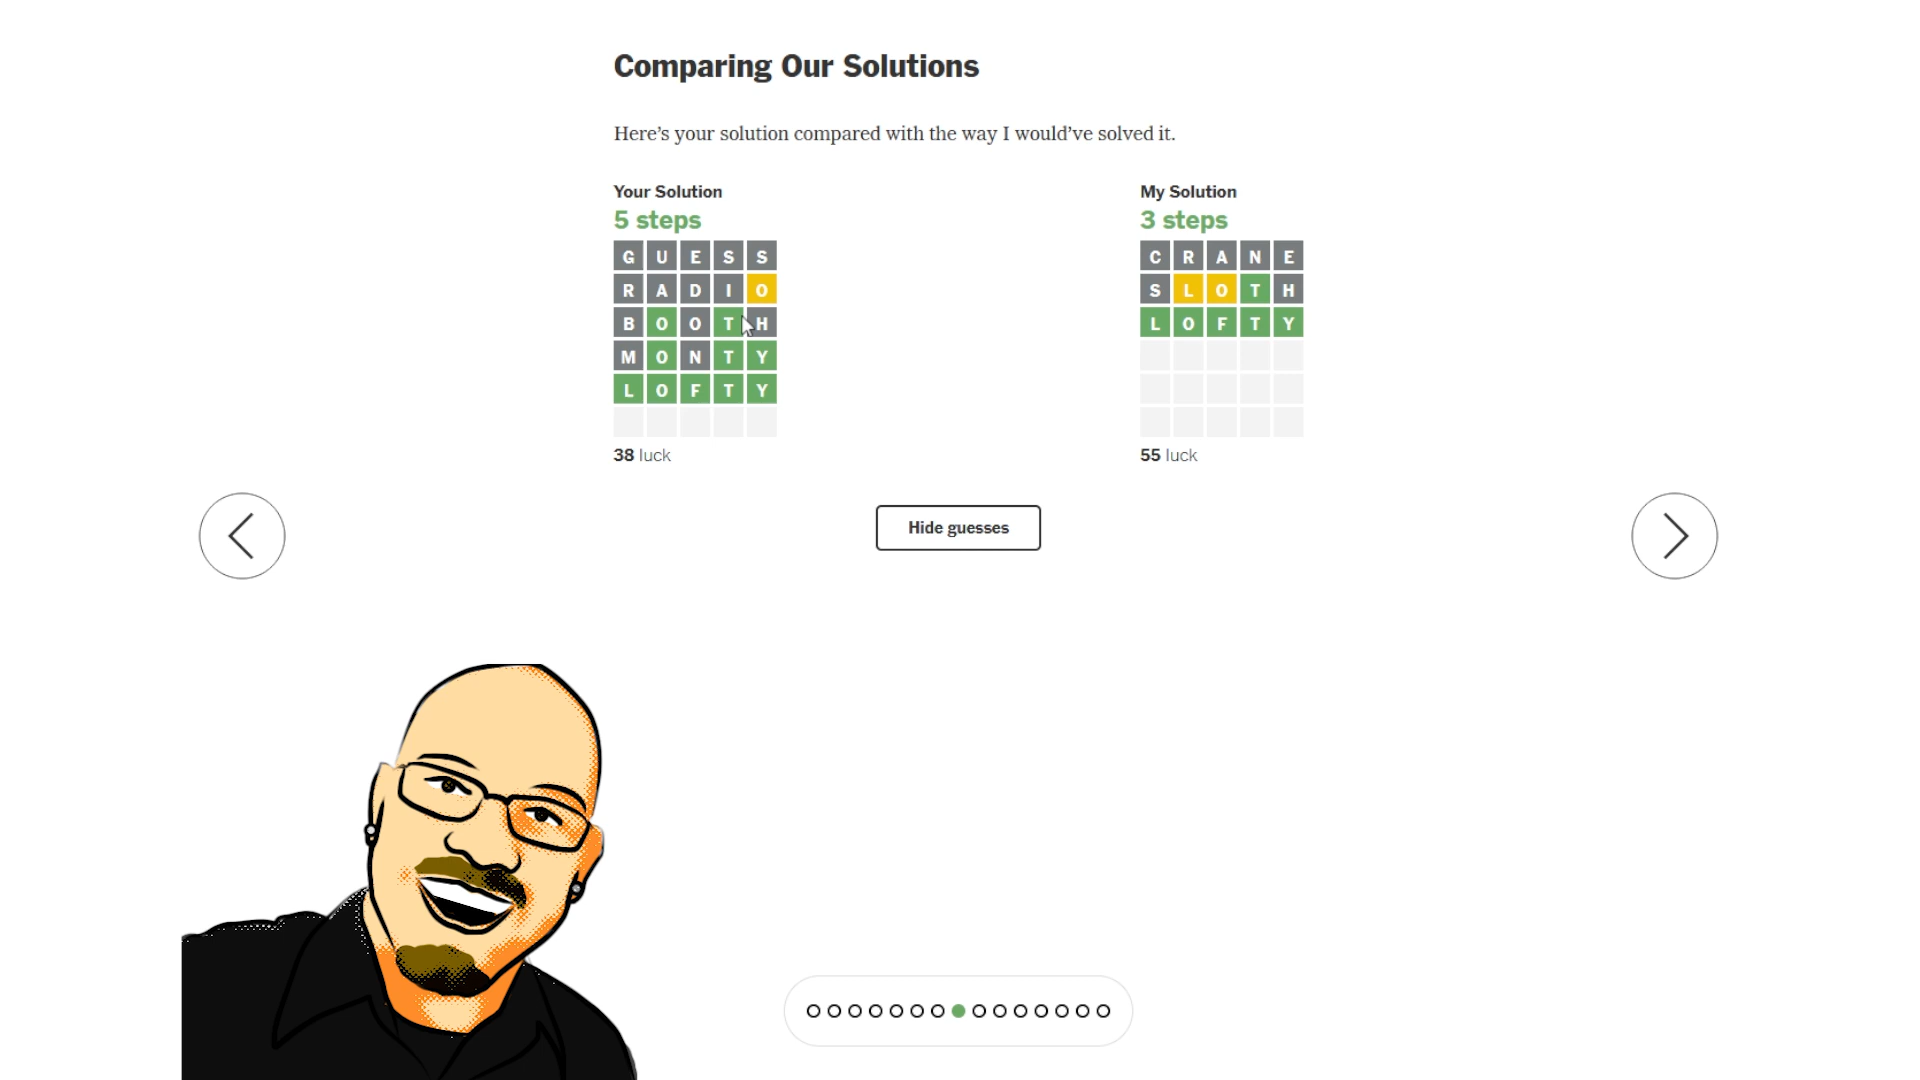 Comparing Our Solutions
Here’s your solution compared with the way I would’ve solved it.
Your Solution
5 steps
G U E S S
R A D I O
B O O T H
M O N T Y
L O F T Y
38 luck
My Solution
3 steps
C R A N E
S L O T H
L O F T Y
55 luck
Hide guesses